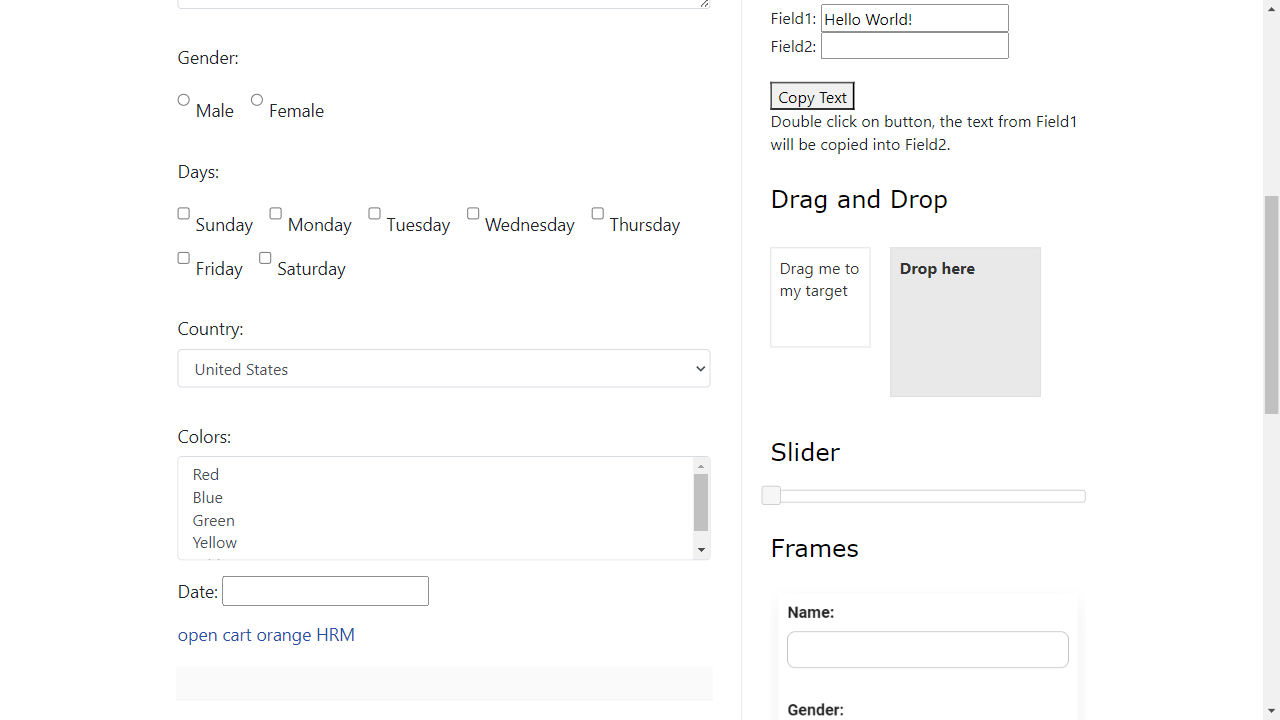 Gender:
Male Female
Days:
Sunday Monday Tuesday Wednesday Thursday
Friday Saturday
Country:
United States
Colors:
Red
Blue
Green
Yellow
Date:
open cart orange HRM
Field1: Hello World!
Field2:
Copy Text
Double click on button, the text from Field1
will be copied into Field2.
Drag and Drop
Drag me to
my target
Drop here
Slider
Frames
Name:
Gender: